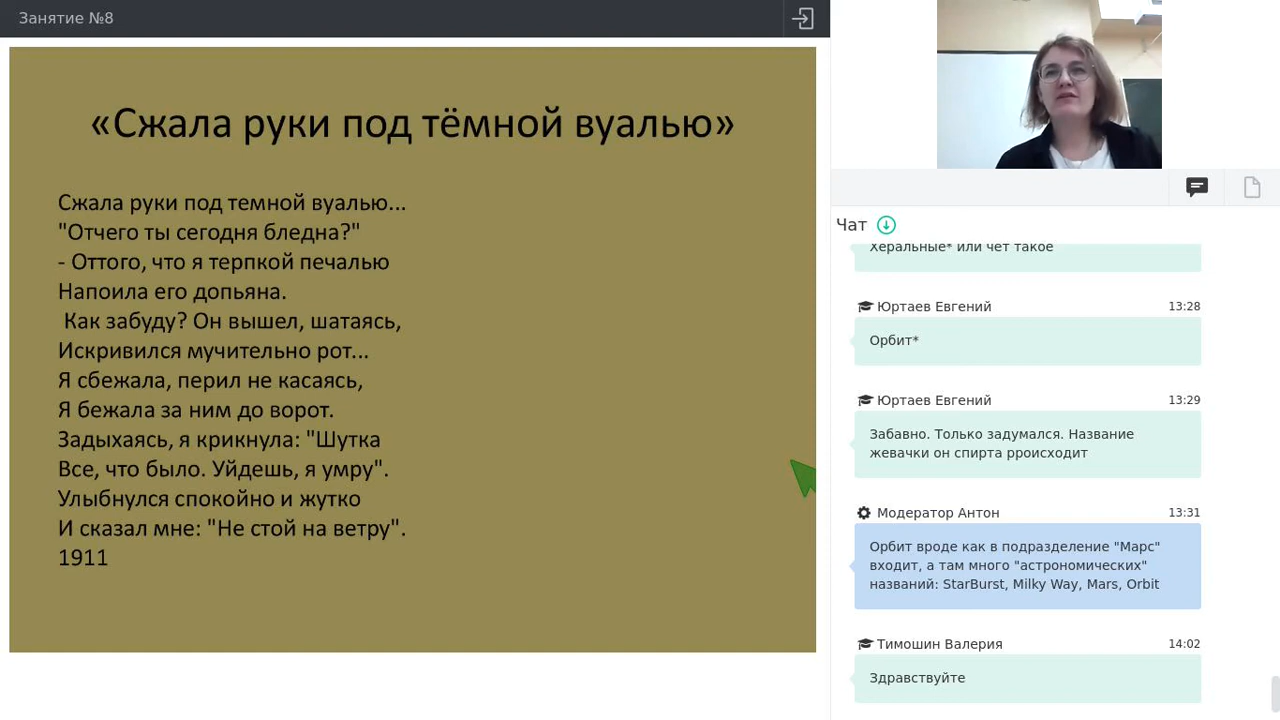 Занятие №8
«Сжала руки под тёмной вуалью»
Сжала руки под темной вуалью...
"Отчего ты сегодня бледна?"
- Оттого, что я терпкой печалью
Напоила его допьяна.
Как забуду? Он вышел, шатаясь,
Искривился мучительно рот...
Я сбежала, перил не касаясь,
Я бежала за ним до ворот.
Задыхаясь, я крикнула: "Шутка
Все, что было. Уйдешь, я умру".
Улыбнулся спокойно и жутко
И сказал мне: "Не стой на ветру".
1911
Чат
Херальные* или чет такое
Юртаев Евгений 13:28
Орбит*
Юртаев Евгений 13:29
Забавно. Только задумался. Название
жевачки он спирта рроисходит
Модератор Антон 13:31
Орбит вроде как в подразделение "Марс"
входит, а там много "астрономических"
названий: StarBurst, Milky Way, Mars, Orbit
Тимошин Валерия 14:02
Здравствуйте